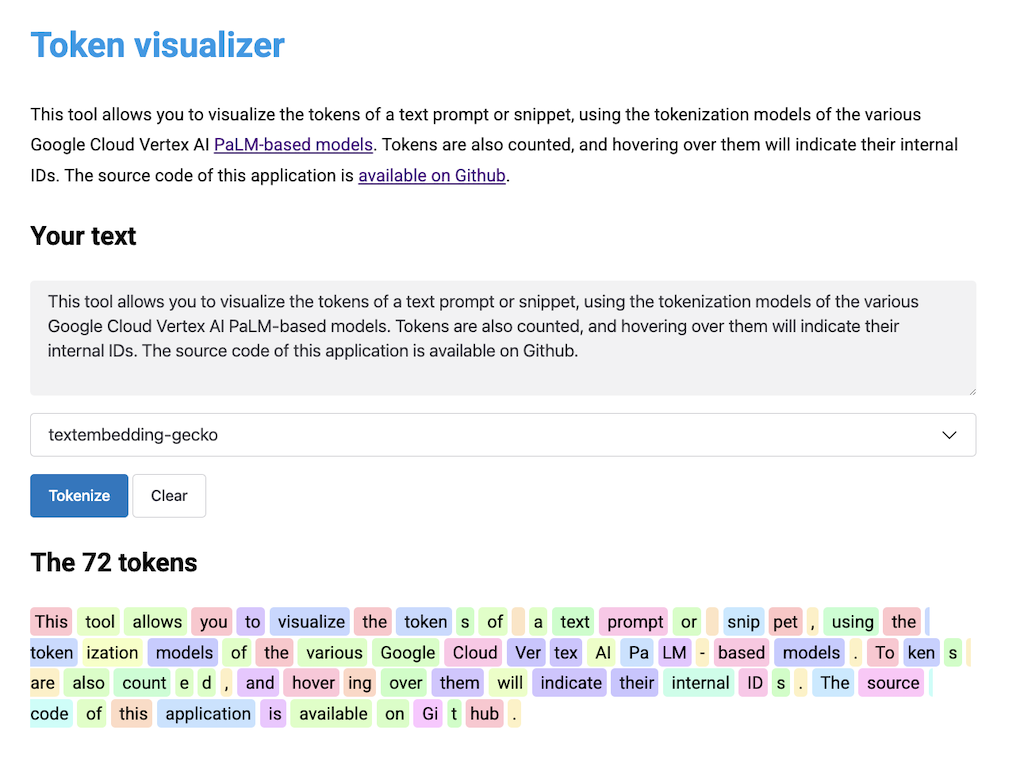 Token visualizer
This tool allows you to visualize the tokens of a text prompt or snippet, using the tokenization models of the various
Google Cloud Vertex AI PaLM-based models. Tokens are also counted, and hovering over them will indicate their internal
IDs. The source code of this application is available on Github.
Your text
This tool allows you to visualize the tokens of a text prompt or snippet, using the tokenization models of the various
Google Cloud Vertex AI PaLM-based models. Tokens are also counted, and hovering over them will indicate their
internal IDs. The source code of this application is available on Github.
textembedding-gecko
Tokenize Clear
The 72 tokens
This tool allows you to visualize the token s of a text prompt or snip pet , using the
token ization models of the various Google Cloud Ver tex AI Pa LM - based models . To ken s
are also count e d , and hover ing over them will indicate their internal ID s . The source
code of this application is available on Gi t hub .